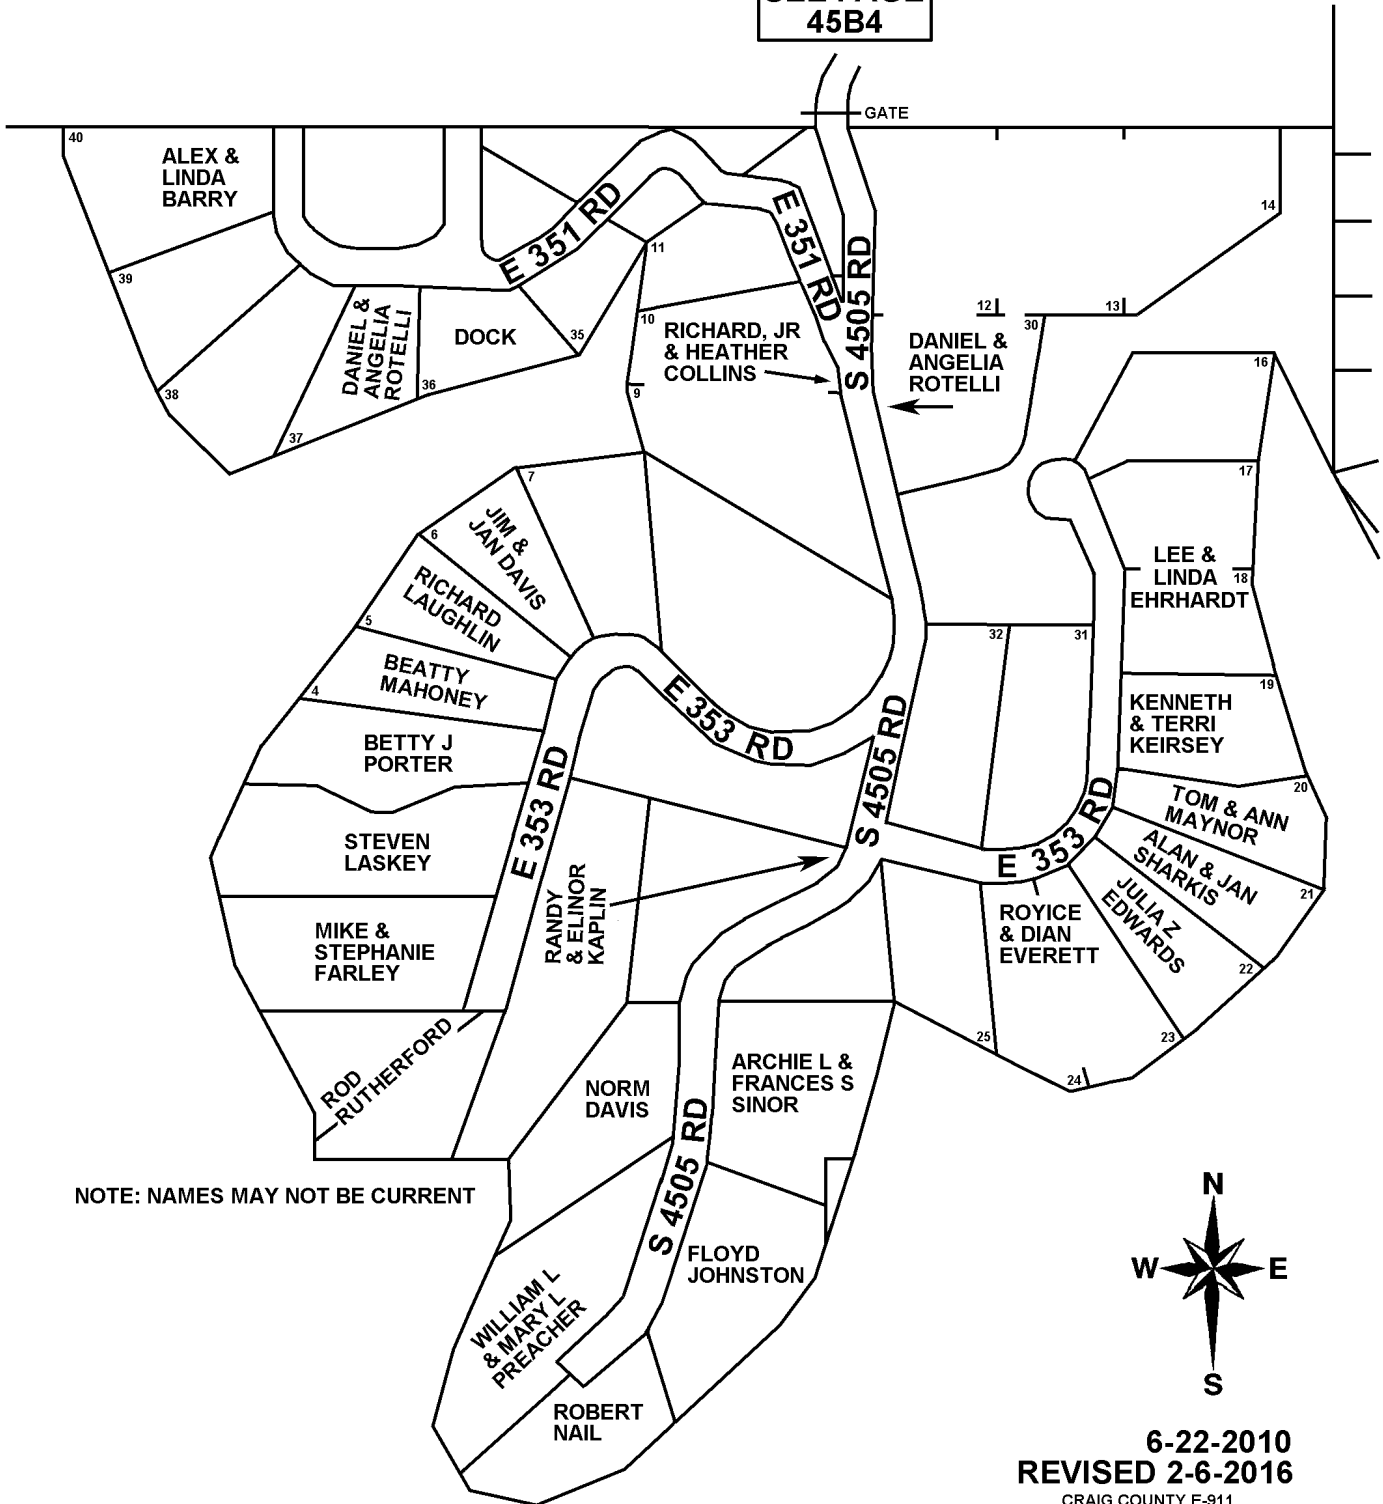 45B4
GATE
40
ALEX &
LINDA
BARRY
39
38
37
DANIEL &
ANGELIA
ROTELLI
36
DOCK
35
E 351 RD
E 351 RD
S 4505 RD
11
10
RICHARD, JR
& HEATHER
COLLINS
9
DANIEL &
ANGELIA
ROTELLI
12
13
14
30
16
17
LEE &
LINDA
EHRHARDT
18
7
JIM &
JAN DAVIS
6
RICHARD
LAUGHLIN
5
BEATTY
MAHONEY
4
BETTY J
PORTER
STEVEN
LASKEY
MIKE &
STEPHANIE
FARLEY
ROD
RUTHERFORD
E 353 RD
E 353 RD
S 4505 RD
32
31
19
KENNETH
& TERRI
KEIRSEY
20
TOM & ANN
MAYNOR
ALAN & JAN
SHARKIS
21
JULIA Z
EDWARDS
22
E 353 RD
ROYICE
& DIAN
EVERETT
23
24
25
RANDY
& ELINOR
KAPLIN
NORM
DAVIS
ARCHIE L &
FRANCES S
SINOR
S 4505 RD
FLOYD
JOHNSTON
WILLIAM L
& MARY L
PREACHER
ROBERT
NAIL
NOTE: NAMES MAY NOT BE CURRENT
N
W E
S
6-22-2010
REVISED 2-6-2016
CRAIG COUNTY E-911